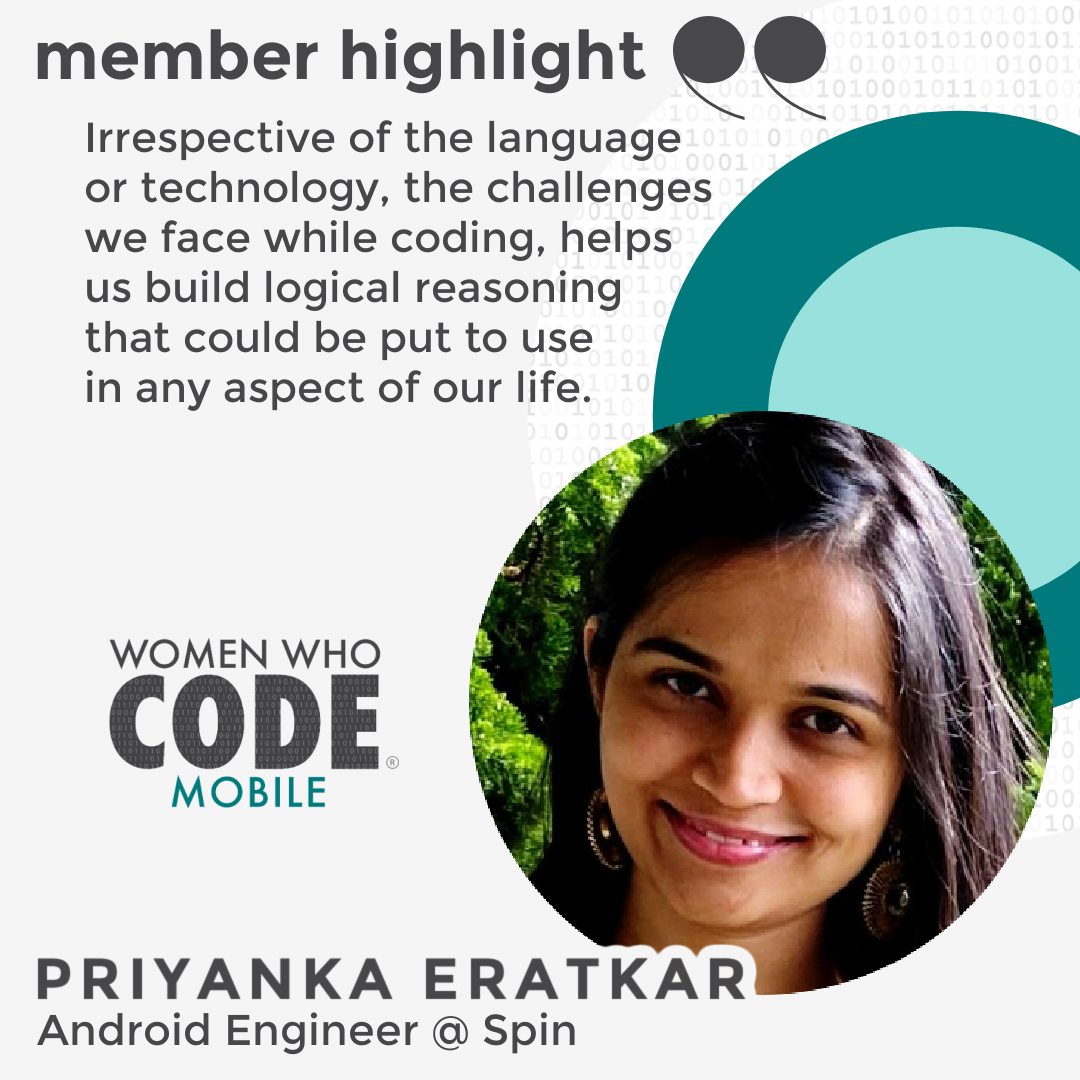 member highlight
Irrespective of the language
or technology, the challenges
we face while coding, helps
us build logical reasoning
that could be put to use
in any aspect of our life.
WOMEN WHO
CODE®
MOBILE
PRIYANKA ERATKAR
Android Engineer @ Spin